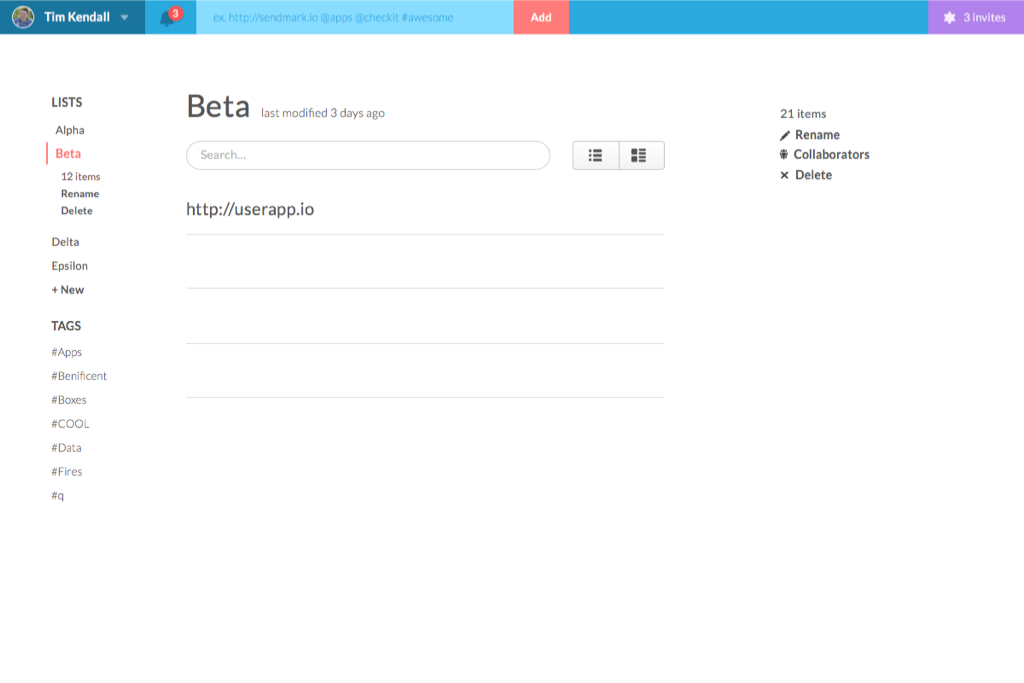 Tim Kendall
3
ex. http://sendmark.io @apps @checkit #awesome
Add
3 invites
LISTS
Alpha
Beta
12 items
Rename
Delete
Delta
Epsilon
+ New
TAGS
#Apps
#Benificent
#Boxes
#COOL
#Data
#Fires
#q
Beta last modified 3 days ago
Search...
http://userapp.io
21 items
Rename
Collaborators
Delete